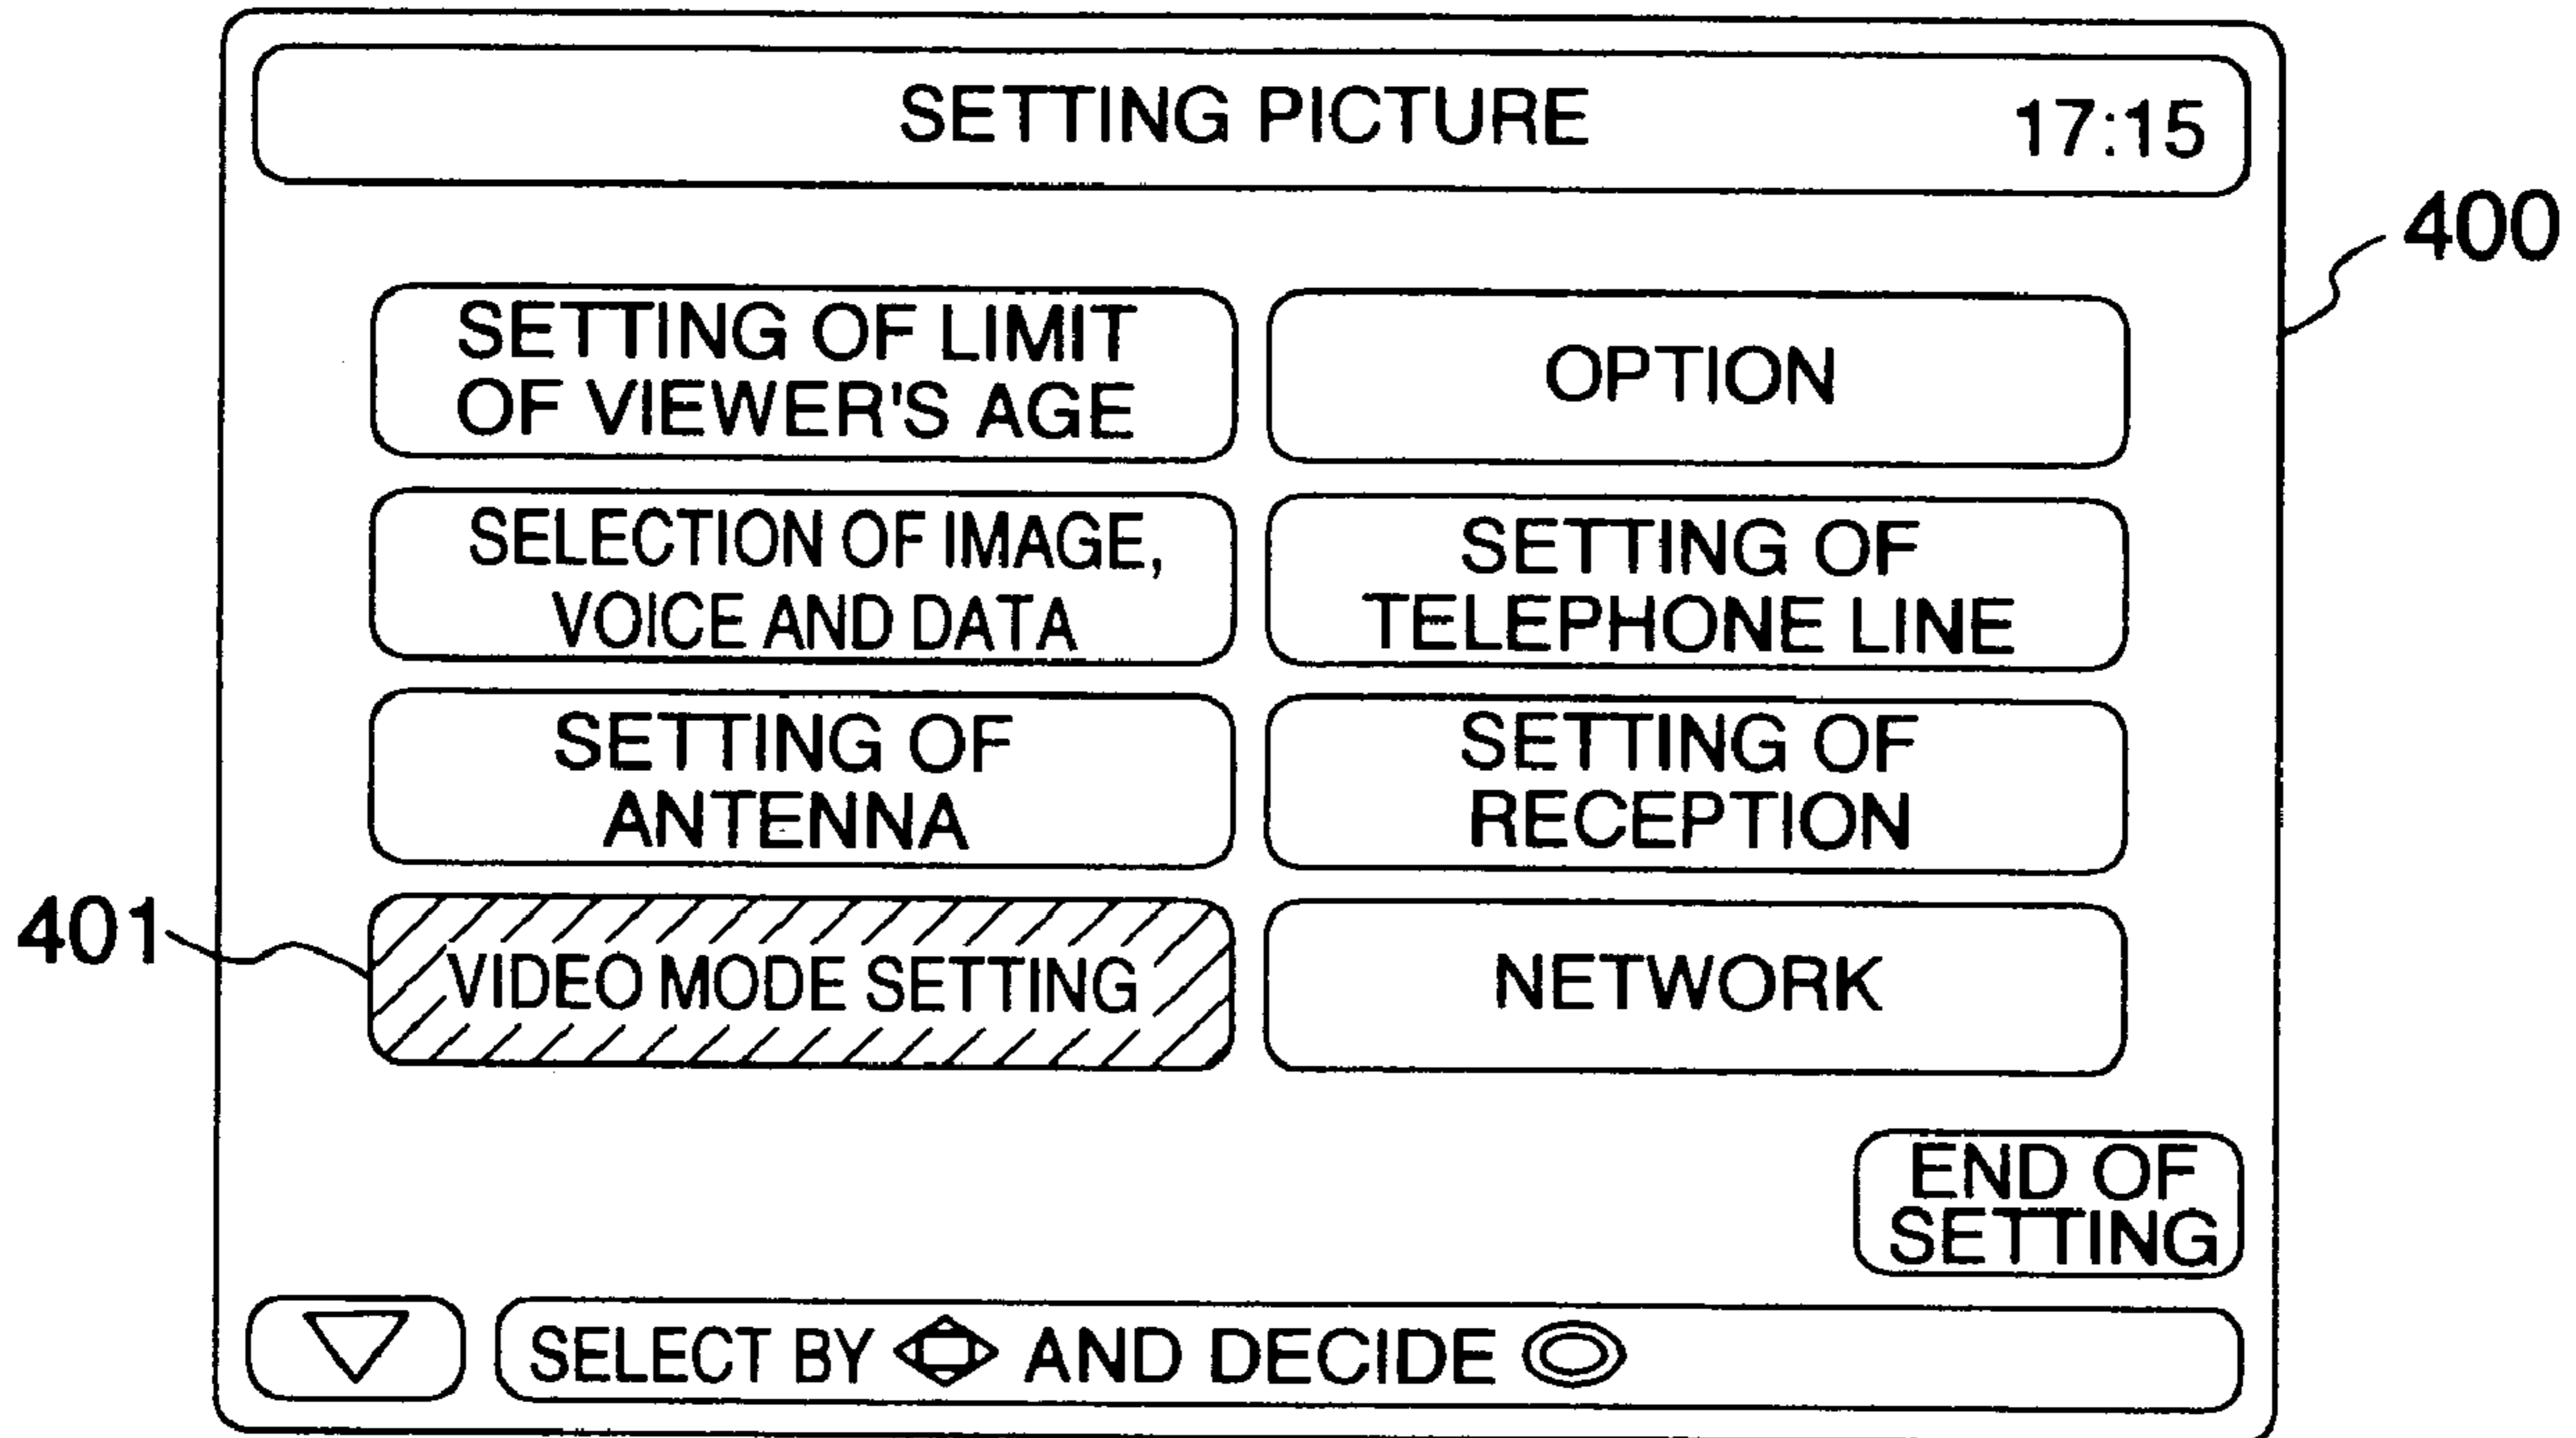 SETTING PICTURE
17:15
400
SETTING OF LIMIT
OF VIEWER'S AGE
OPTION
SELECTION OF IMAGE,
VOICE AND DATA
SETTING OF
TELEPHONE LINE
SETTING OF
ANTENNA
SETTING OF
RECEPTION
401
VIDEO MODE SETTING
NETWORK
END OF
SETTING
SELECT BY AND DECIDE